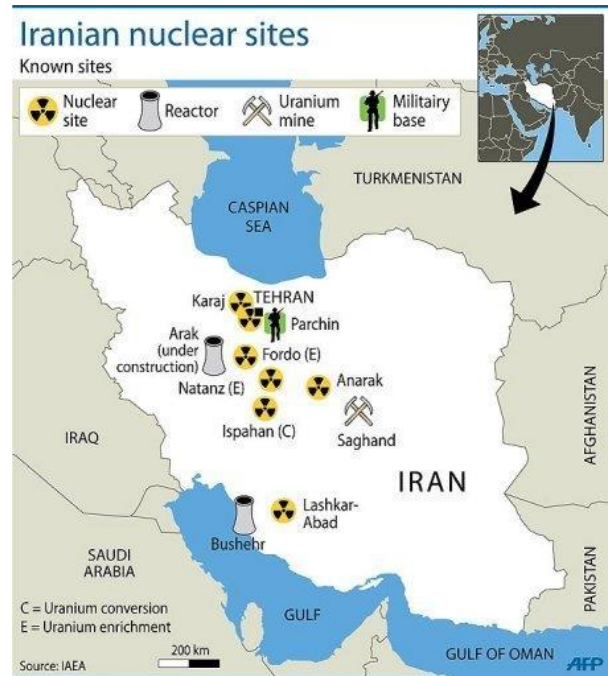 Iranian nuclear sites
Known sites
Nuclear
site
Reactor
Uranium
mine
Militairy
base
TURKMENISTAN
CASPIAN
SEA
Karaj
TEHRAN
Parchin
Arak
(under
construction)
Fordo (E)
Natanz (E)
Anarak
Ispahan (C)
Saghand
IRAQ
IRAN
AFGHANISTAN
Lashkar-
Abad
Bushehr
SAUDI
ARABIA
PAKISTAN
C = Uranium conversion
E = Uranium enrichment
GULF
200 km
GULF OF OMAN
Source: IAEA
AFP